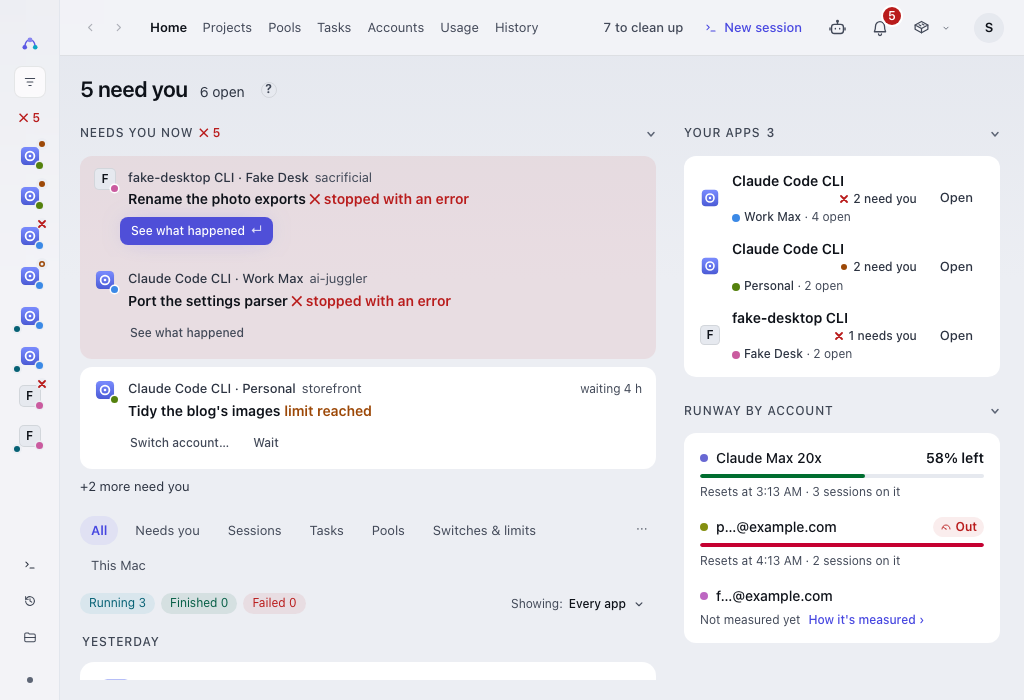 Home Projects Pools Tasks Accounts Usage History 7 to clean up New session 5 S
5 need you 6 open ?
5
NEEDS YOU NOW 5
F fake-desktop CLI · Fake Desk sacrificial
Rename the photo exports stopped with an error
See what happened
Claude Code CLI · Work Max ai-juggler
Port the settings parser stopped with an error
See what happened
Claude Code CLI · Personal storefront waiting 4 h
Tidy the blog's images limit reached
Switch account... Wait
+2 more need you
All Needs you Sessions Tasks Pools Switches & limits ...
This Mac
Running 3 Finished 0 Failed 0 Showing: Every app
YESTERDAY
YOUR APPS 3
Claude Code CLI
2 need you Open
Work Max · 4 open
Claude Code CLI
2 need you Open
Personal · 2 open
fake-desktop CLI
F 1 needs you Open
Fake Desk · 2 open
RUNWAY BY ACCOUNT
Claude Max 20x 58% left
Resets at 3:13 AM · 3 sessions on it
p...@example.com Out
Resets at 4:13 AM · 2 sessions on it
f...@example.com
Not measured yet How it's measured ›
F
F